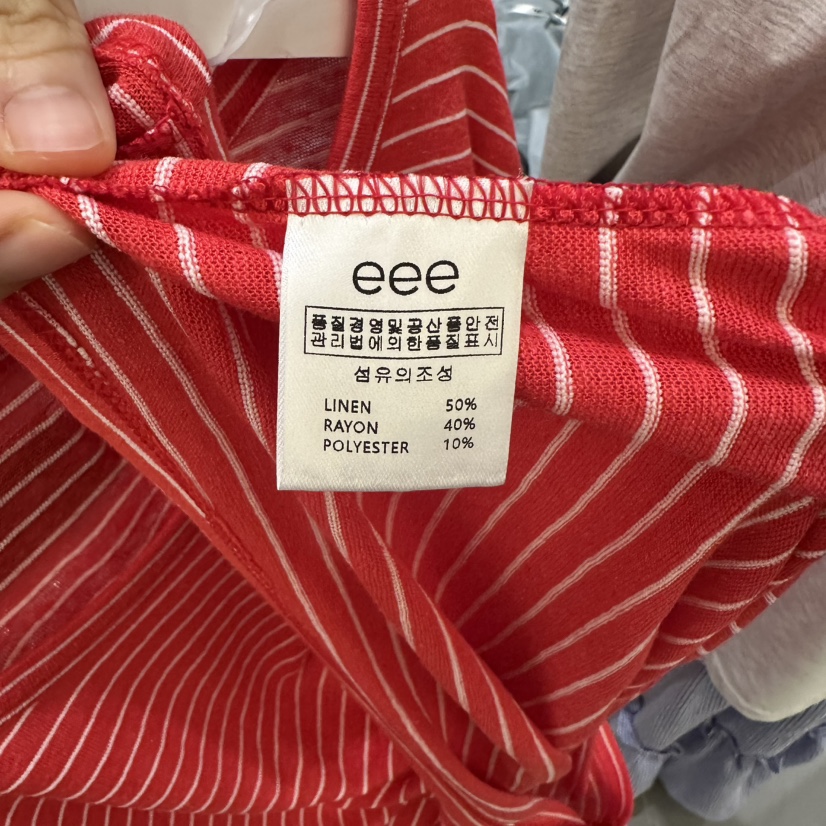 eee
품질경영및공산품안전
관리법에의한품질표시
섬유의조성
LINEN 50%
RAYON 40%
POLYESTER 10%